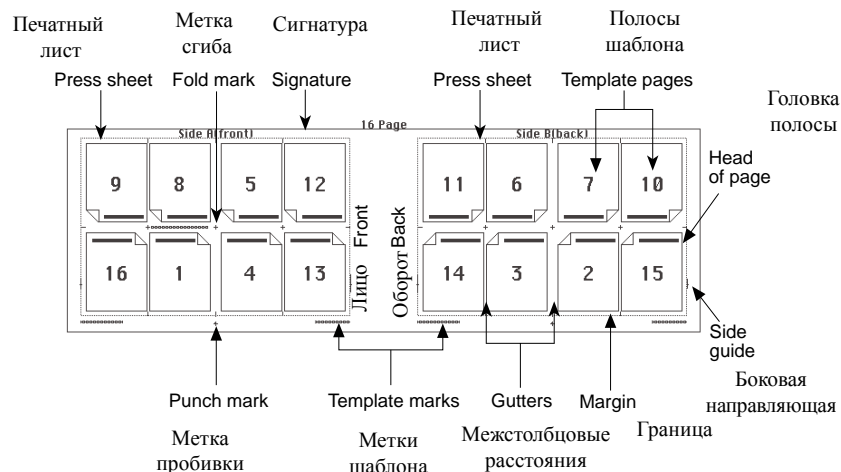 Печатный
лист
Метка
сгиба
Сигнатура
Печатный
лист
Полосы
шаблона
Press sheet
Fold mark
Signature
Press sheet
Template pages
Головка
полосы
16 Page
Side A(front)
Side B(back)
Head
of page
9 8 5 12
11 6 7 10
16 1 4 13
14 3 2 15
Лицо Front
Оборот Back
Side
guide
Боковая
направляющая
Punch mark
Template marks
Gutters
Margin
Метка
пробивки
Метки
шаблона
Межстолбцовые
расстояния
Граница